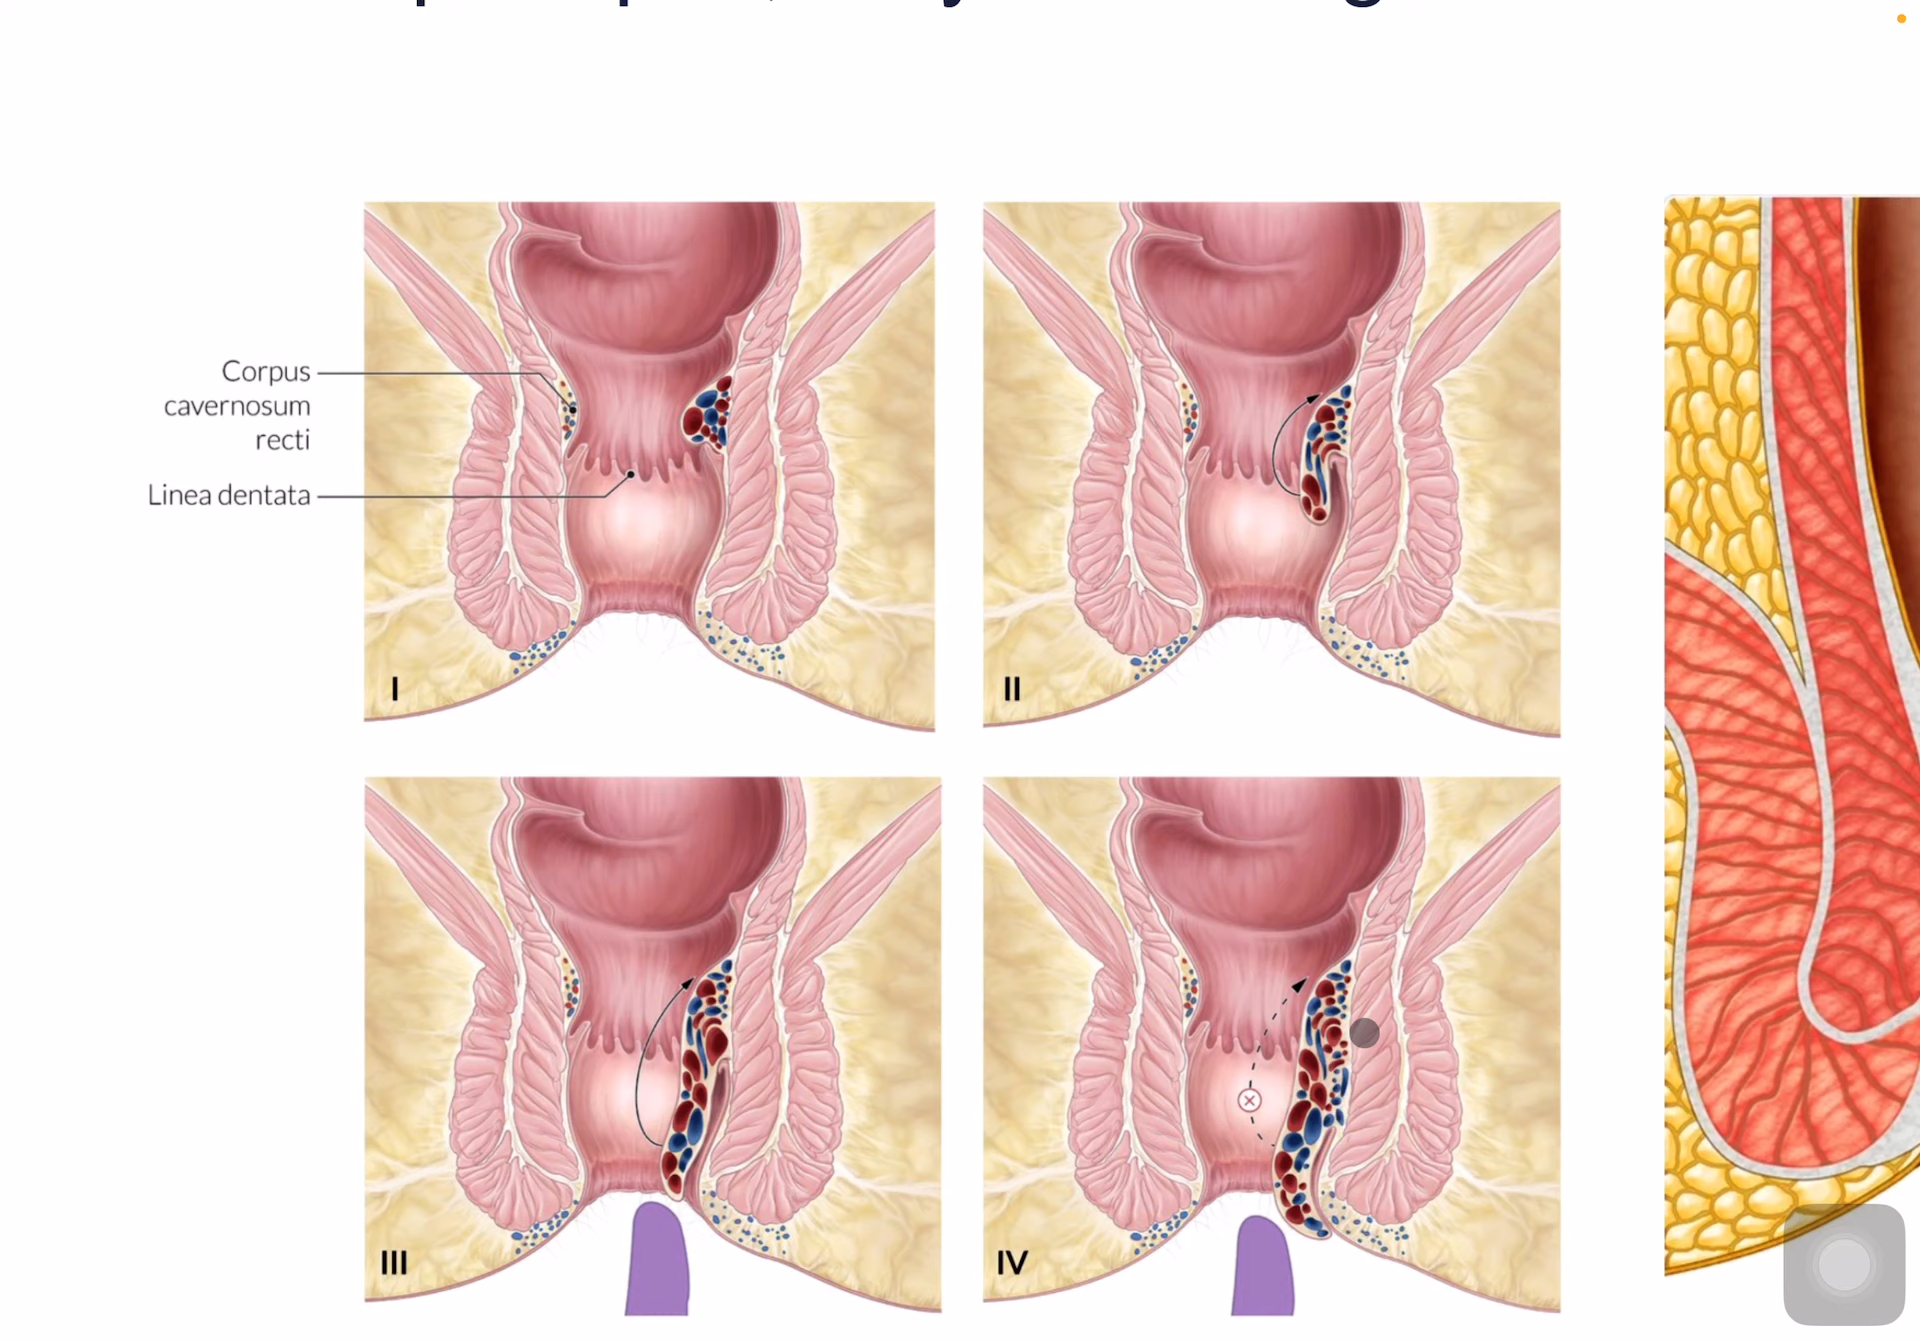 Corpus
cavernosum
recti
Linea dentata
I
II
III
IV